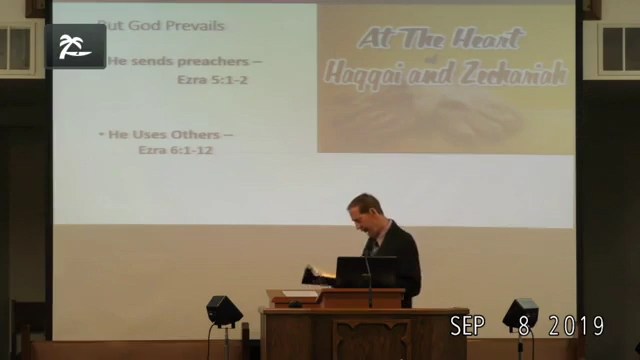 But God Prevails
He sends preachers –
Ezra 5:1-2
• He Uses Others –
Ezra 6:1-12
At The Heart
of
Haggai and Zechariah
SEP 8 2019